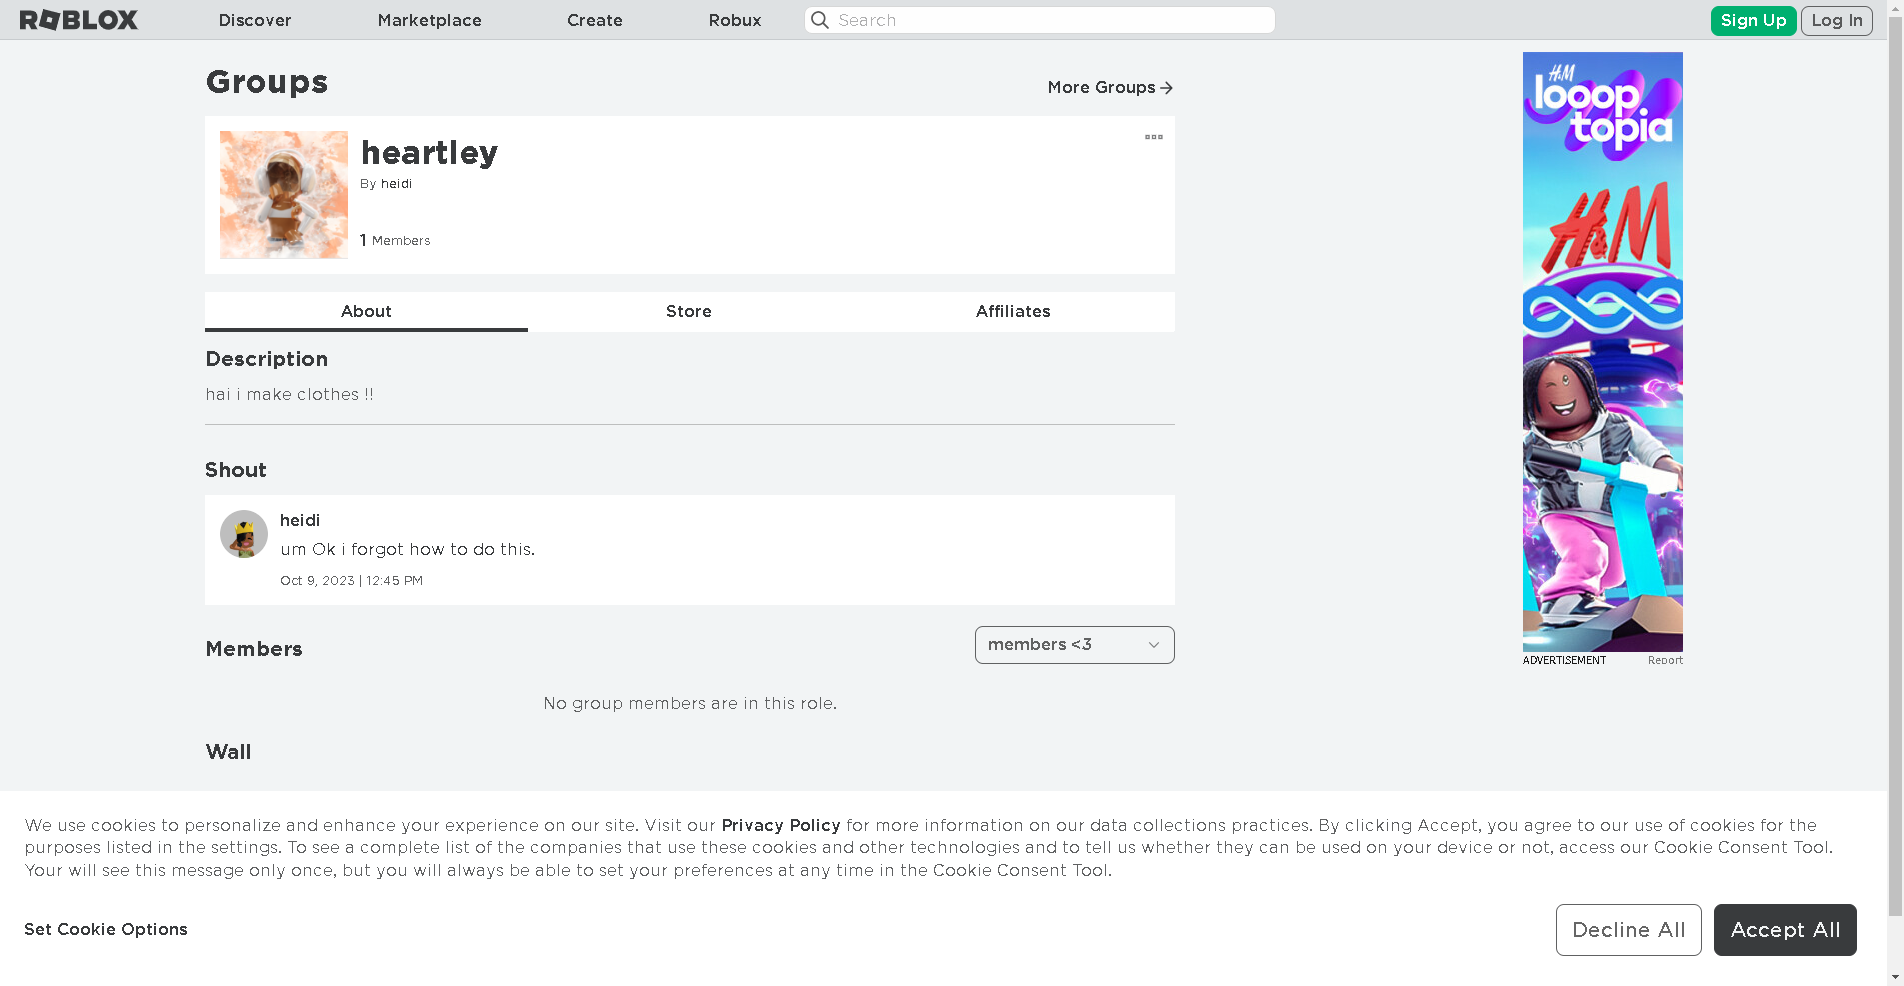 ROBLOX
Discover
Marketplace
Create
Robux
Search
Sign Up
Log In
Groups
More Groups
heartley
By heidi
1 Members
About
Store
Affiliates
Description
hai i make clothes !!
Shout
heidi
um Ok i forgot how to do this.
Oct 9, 2023 | 12:45 PM
Members
members <3
No group members are in this role.
Wall
H&M
looop
topia
H&M
ADVERTISEMENT
Report
We use cookies to personalize and enhance your experience on our site. Visit our Privacy Policy for more information on our data collections practices. By clicking Accept, you agree to our use of cookies for the
purposes listed in the settings. To see a complete list of the companies that use these cookies and other technologies and to tell us whether they can be used on your device or not, access our Cookie Consent Tool.
Your will see this message only once, but you will always be able to set your preferences at any time in the Cookie Consent Tool.
Set Cookie Options
Decline All
Accept All